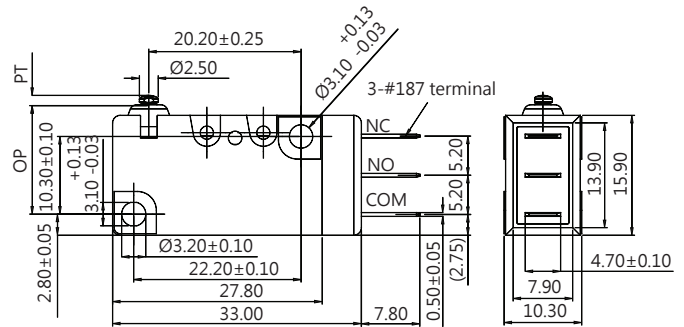 20.20±0.25
+0.13
Ø3.10 -0.03
PT
Ø2.50
3-#187 terminal
NC
OP
10.30±0.10
+0.13
3.10 -0.03
NO
5.20
COM
5.20
13.90
15.90
2.80±0.05
Ø3.20±0.10
22.20±0.10
0.50±0.05
(2.75)
4.70±0.10
27.80
7.90
33.00
7.80
10.30